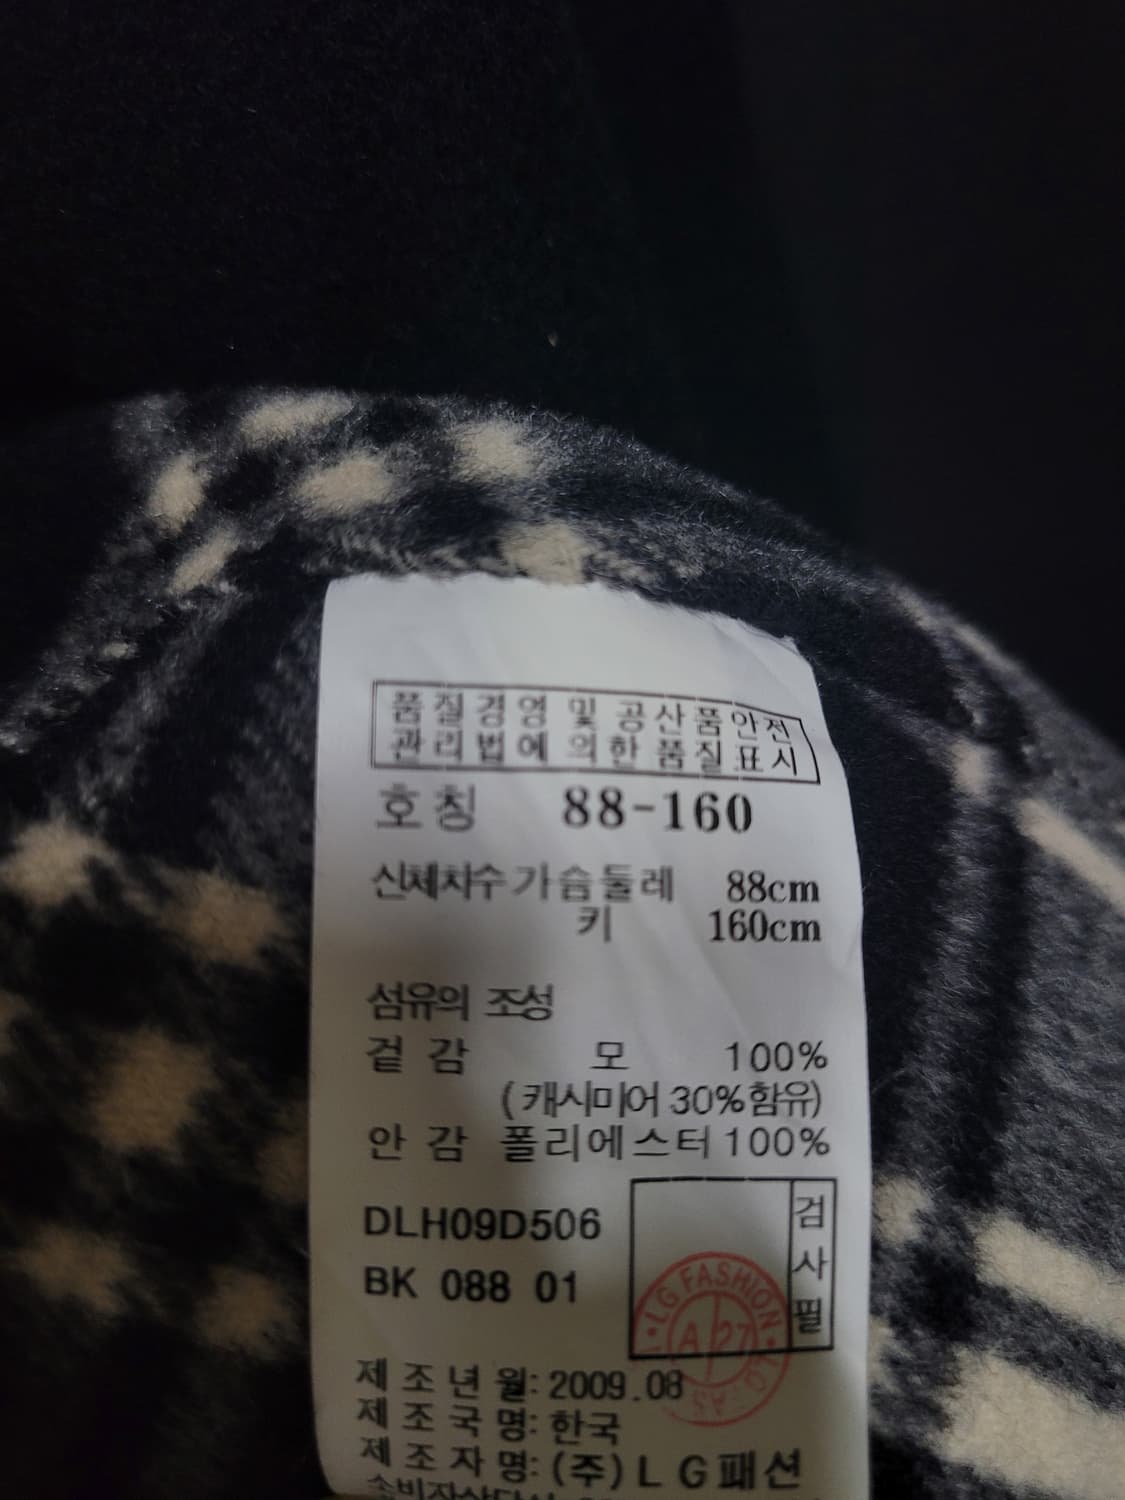 품질경영 및 공산품안전
관리법에 의한 품질표시
호칭 88-160
신체치수 가슴둘레 88cm
키 160cm
섬유의 조성
겉감 모 100%
(캐시미어 30%함유)
안감 폴리에스터 100%
DLH09D506
BK 088 01
검사필
LG FASHION
A 27
제조년월: 2009.08
제조국명: 한국
제조자명: (주)LG패션